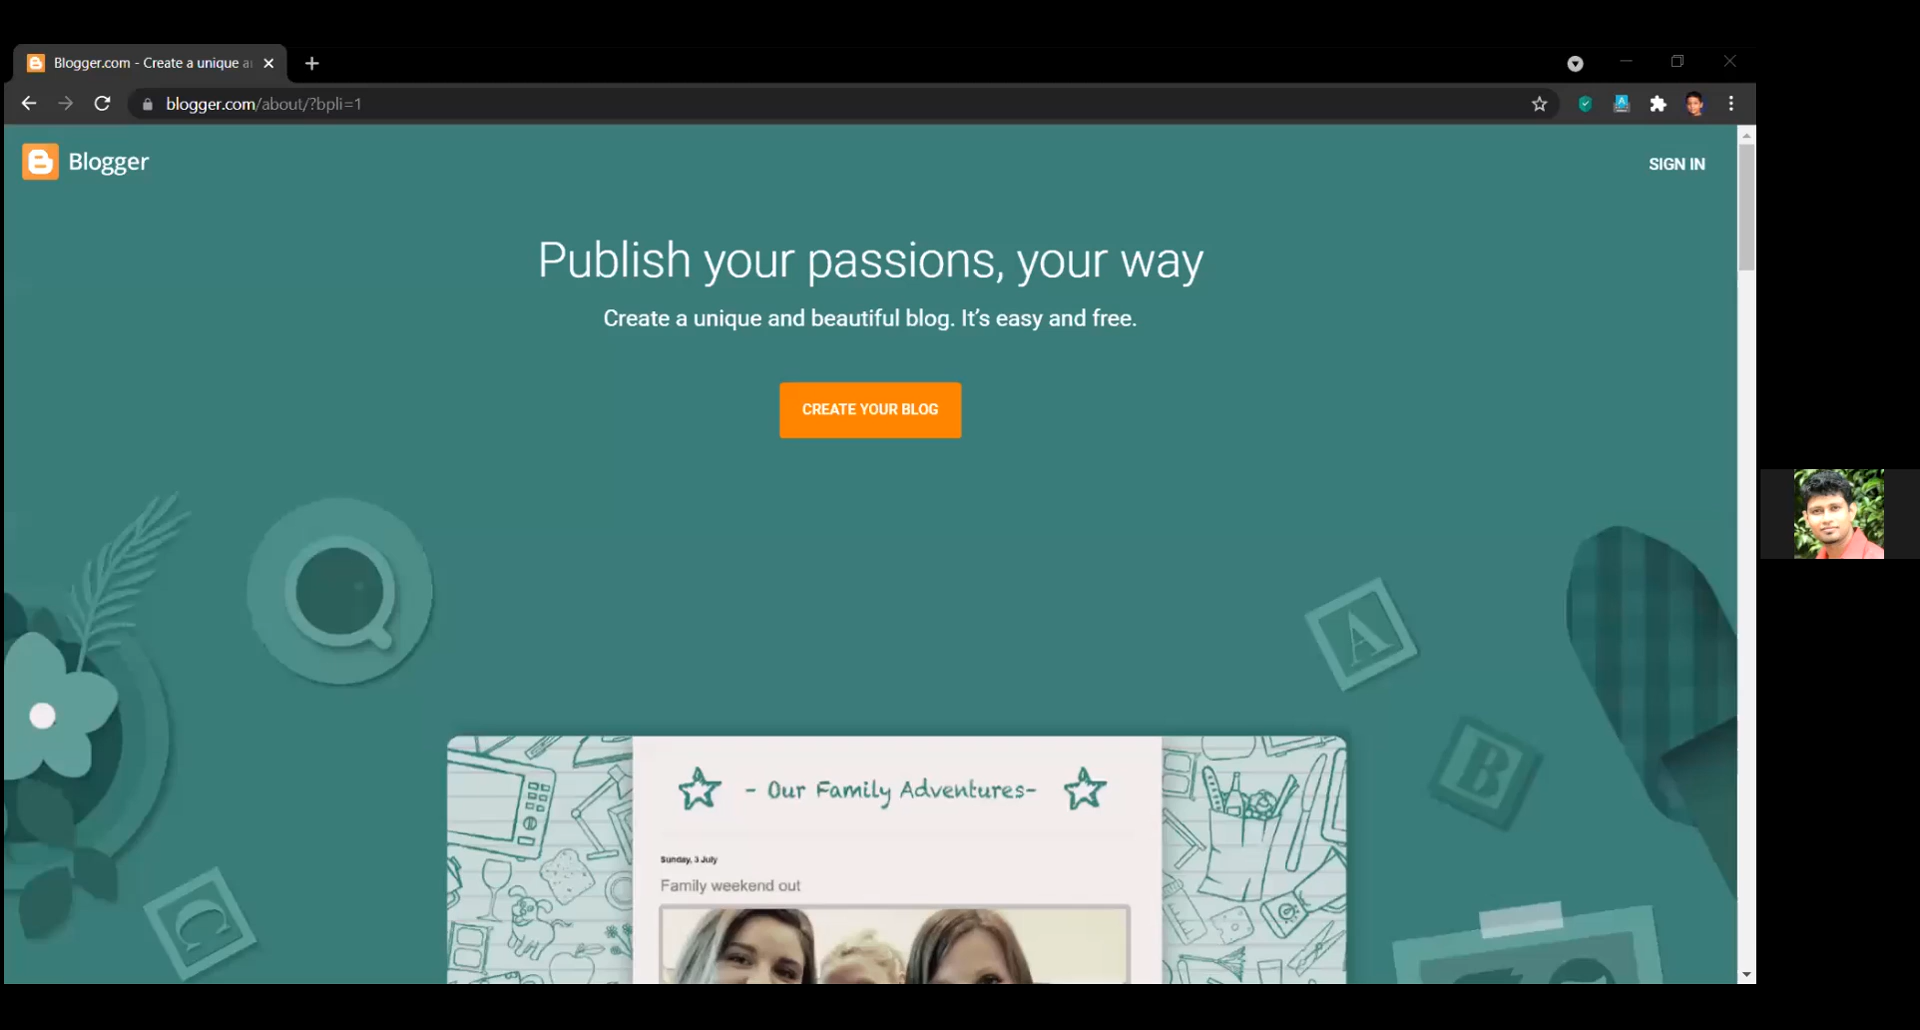 Blogger.com - Create a unique a
blogger.com/about/?bpli=1
Blogger
SIGN IN
Publish your passions, your way
Create a unique and beautiful blog. It’s easy and free.
CREATE YOUR BLOG
A
B
C
- Our Family Adventures-
Sunday, 3 July
Family weekend out